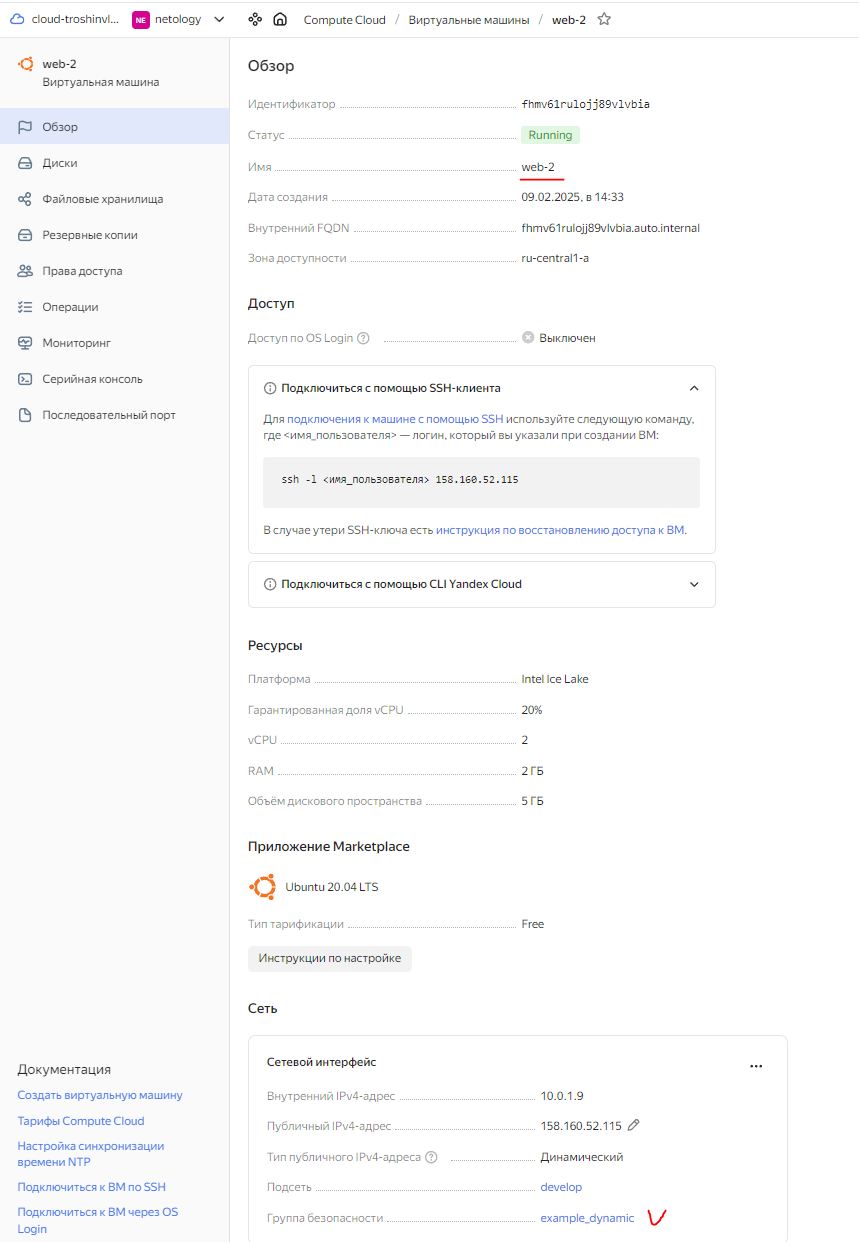 cloud-troshinvl... NE netology Compute Cloud / Виртуальные машины / web-2
web-2
Виртуальная машина
Обзор
Диски
Файловые хранилища
Резервные копии
Права доступа
Операции
Мониторинг
Серийная консоль
Последовательный порт
Документация
Создать виртуальную машину
Тарифы Compute Cloud
Настройка синхронизации
времени NTP
Подключиться к ВМ по SSH
Подключиться к ВМ через OS
Login
Обзор
Идентификатор fhmv61rulojj89vlvbia
Статус Running
Имя web-2
Дата создания 09.02.2025, в 14:33
Внутренний FQDN fhmv61rulojj89vlvbia.auto.internal
Зона доступности ru-central1-a
Доступ
Доступ по OS Login Выключен
Подключиться с помощью SSH-клиента
Для подключения к машине с помощью SSH используйте следующую команду,
где <имя_пользователя> — логин, который вы указали при создании ВМ:
ssh -l <имя_пользователя> 158.160.52.115
В случае утери SSH-ключа есть инструкция по восстановлению доступа к ВМ.
Подключиться с помощью CLI Yandex Cloud
Ресурсы
Платформа Intel Ice Lake
Гарантированная доля vCPU 20%
vCPU 2
RAM 2 ГБ
Объём дискового пространства 5 ГБ
Приложение Marketplace
Ubuntu 20.04 LTS
Тип тарификации Free
Инструкции по настройке
Сеть
Сетевой интерфейс
Внутренний IPv4-адрес 10.0.1.9
Публичный IPv4-адрес 158.160.52.115
Тип публичного IPv4-адреса Динамический
Подсеть develop
Группа безопасности example_dynamic